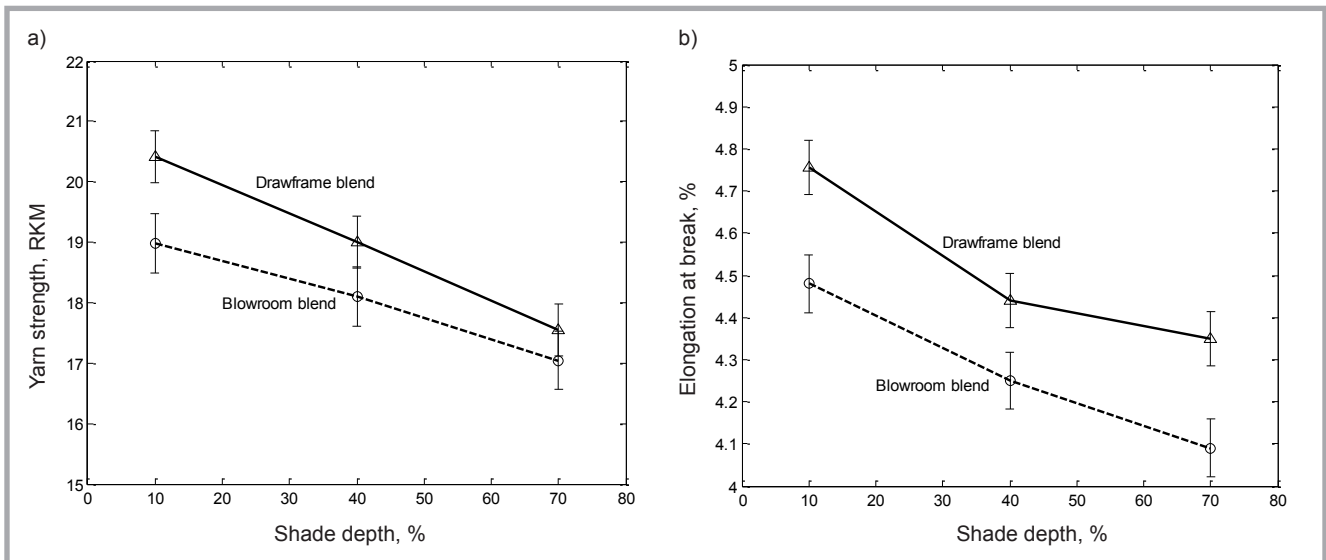 a)
22
21
20
19
18
17
16
15
0 10 20 30 40 50 60 70 80
Yarn strength, RKM
Shade depth, %
Drawframe blend
Blowroom blend
b)
5
4.9
4.8
4.7
4.6
4.5
4.4
4.3
4.2
4.1
4
0 10 20 30 40 50 60 70 80
Elongation at break, %
Shade depth, %
Drawframe blend
Blowroom blend